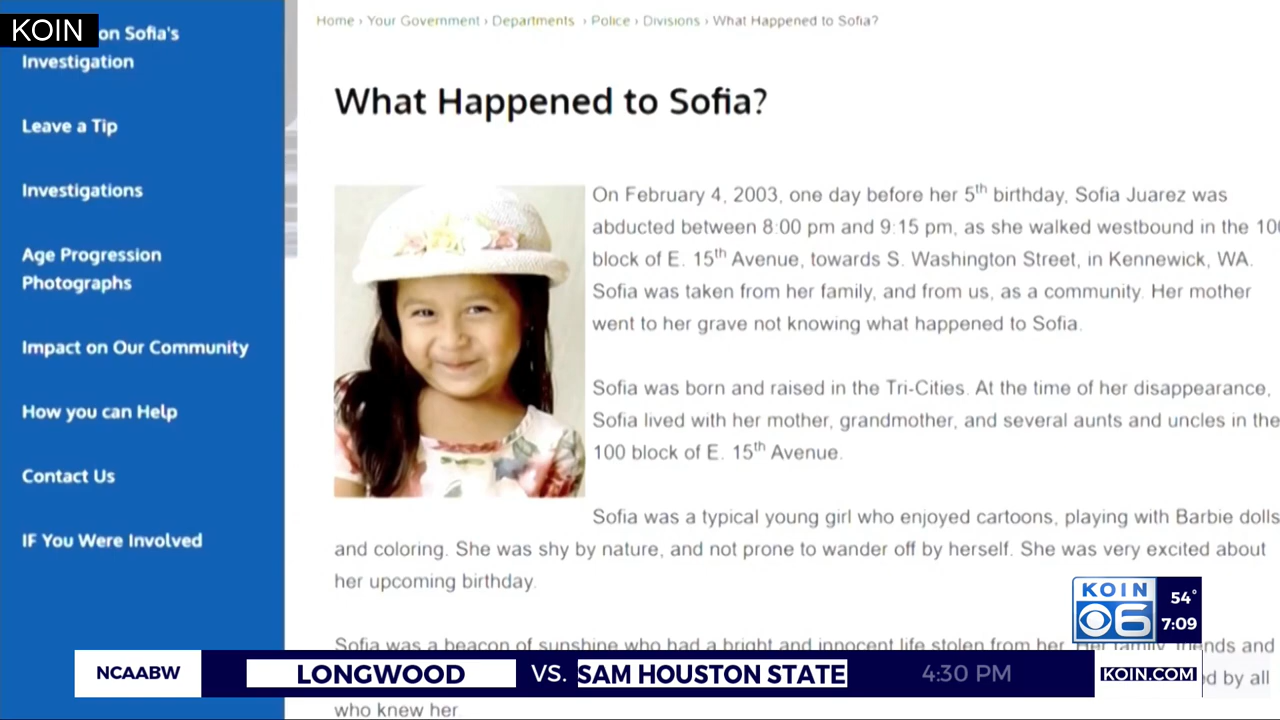 KOIN
on Sofia's
Investigation
Leave a Tip
Investigations
Age Progression
Photographs
Impact on Our Community
How you can Help
Contact Us
IF You Were Involved
Home › Your Government › Departments › Police › Divisions › What Happened to Sofia?
What Happened to Sofia?
On February 4, 2003, one day before her 5th birthday, Sofia Juarez was
abducted between 8:00 pm and 9:15 pm, as she walked westbound in the 100
block of E. 15th Avenue, towards S. Washington Street, in Kennewick, WA.
Sofia was taken from her family, and from us, as a community. Her mother
went to her grave not knowing what happened to Sofia.
Sofia was born and raised in the Tri-Cities. At the time of her disappearance,
Sofia lived with her mother, grandmother, and several aunts and uncles in the
100 block of E. 15th Avenue.
Sofia was a typical young girl who enjoyed cartoons, playing with Barbie dolls
and coloring. She was shy by nature, and not prone to wander off by herself. She was very excited about
her upcoming birthday.
Sofia was a beacon of sunshine who had a bright and innocent life stolen from her. Her family, friends and
ed by all
who knew her
KOIN
6
54°
7:09
NCAABW
LONGWOOD VS. SAM HOUSTON STATE 4:30 PM
KOIN.COM